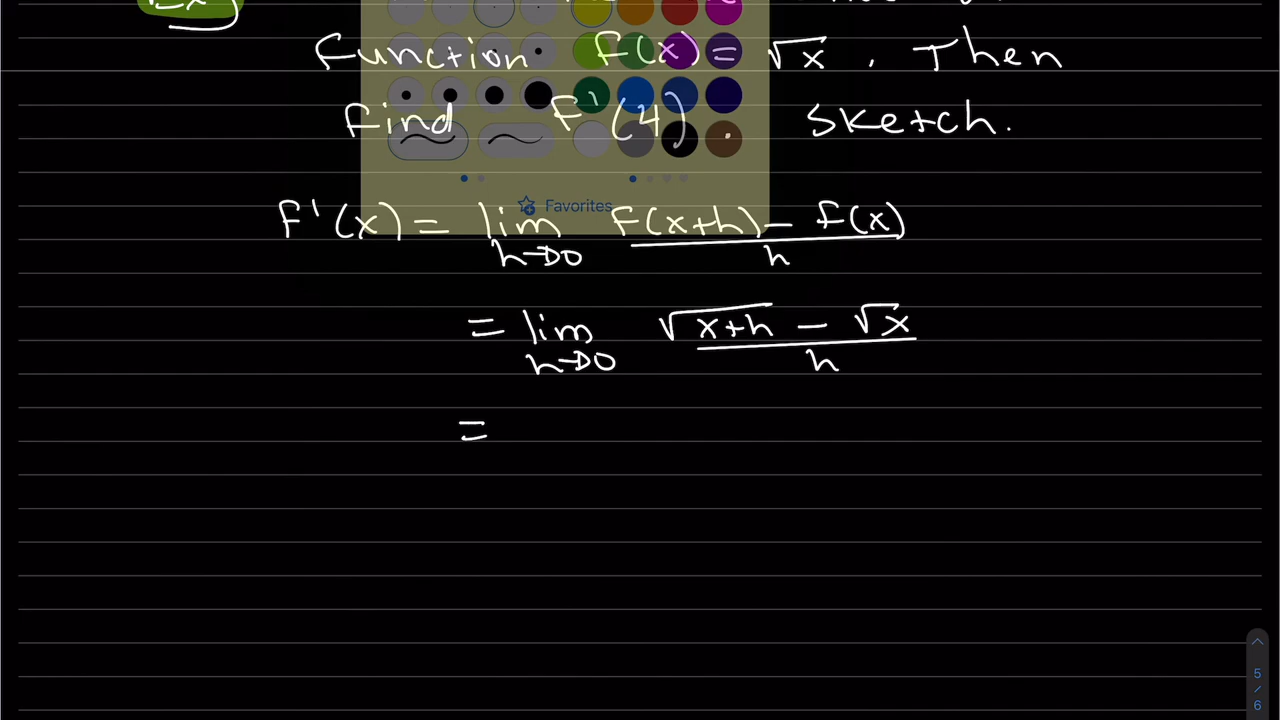 function f(x) = √x . Then
find f'(4). Sketch.
Favorites
f'(x) = lim h→0 f(x+h) - f(x) / h
= lim h→0 √x+h - √x / h
=
5
/
6